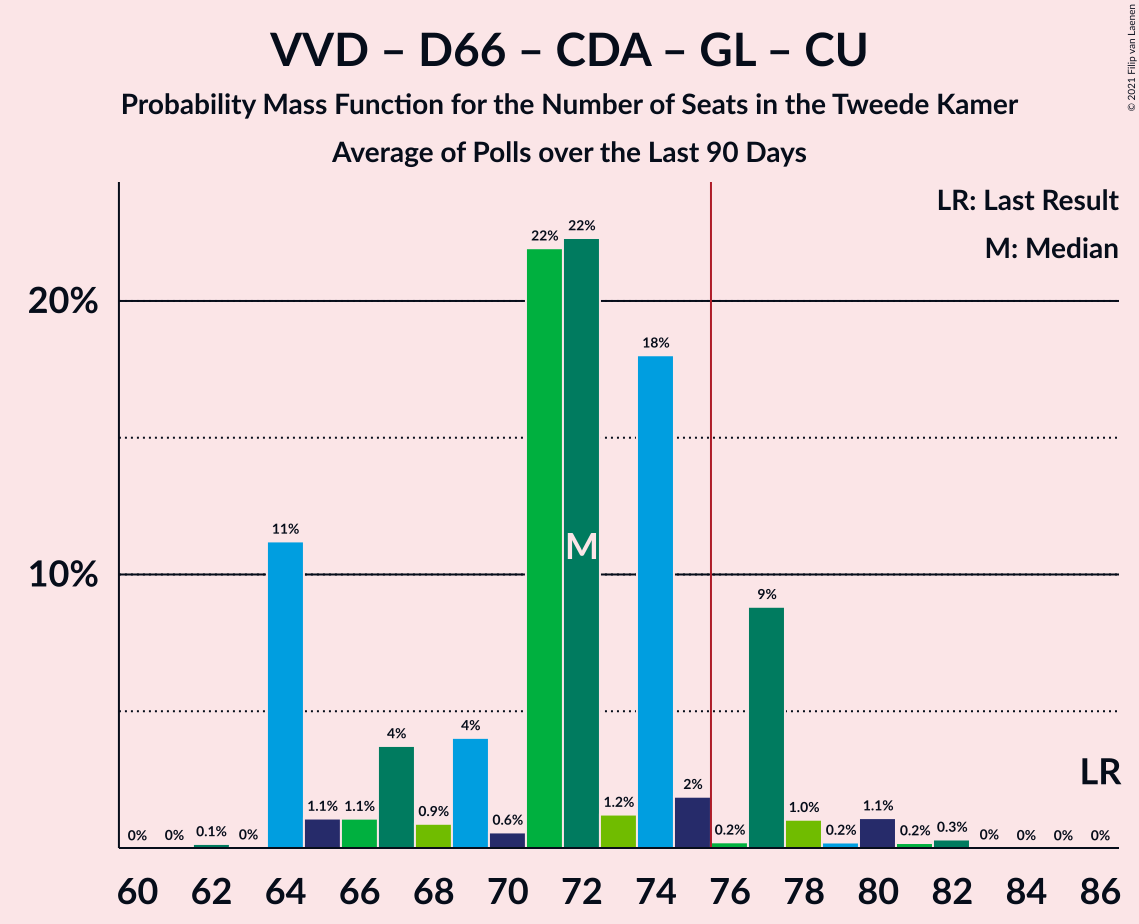 VVD – D66 – CDA – GL – CU
Probability Mass Function for the Number of Seats in the Tweede Kamer
Average of Polls over the Last 90 Days
© 2021 Filip van Laenen
LR: Last Result
M: Median
20%
10%
0% 0% 0.1% 0% 11% 1.1% 1.1% 4% 0.9% 4% 0.6% 22% 22% 1.2% 18% 2% 0.2% 9% 1.0% 0.2% 1.1% 0.2% 0.3% 0% 0% 0% 0%
M
LR
60 62 64 66 68 70 72 74 76 78 80 82 84 86